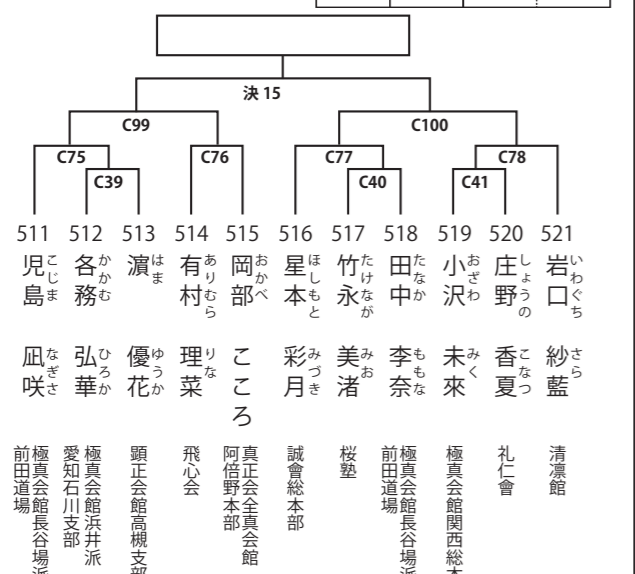 決 15
C99
C100
C75
C76
C77
C78
C39
C40
C41
511
児島 凪咲
こじま なぎさ
極真会館長谷場派
前田道場
512
各務 弘華
かかむ ひろか
極真会館浜井派
愛知石川支部
513
濵 優花
はま ゆうか
顕正会館高槻支部
514
有村 理菜
ありむら りな
飛心会
515
岡部 こころ
おかべ
真正会全真会館
阿倍野本部
516
星本 彩月
ほしもと みづき
誠會総本部
517
竹永 美渚
たけなが みお
桜塾
518
田中 李奈
たなか ももな
極真会館長谷場派
前田道場
519
小沢 未來
おざわ みく
極真会館関西総本
520
庄野 香夏
しょうの こなつ
礼仁會
521
岩口 紗藍
いわぐち さら
清凛館